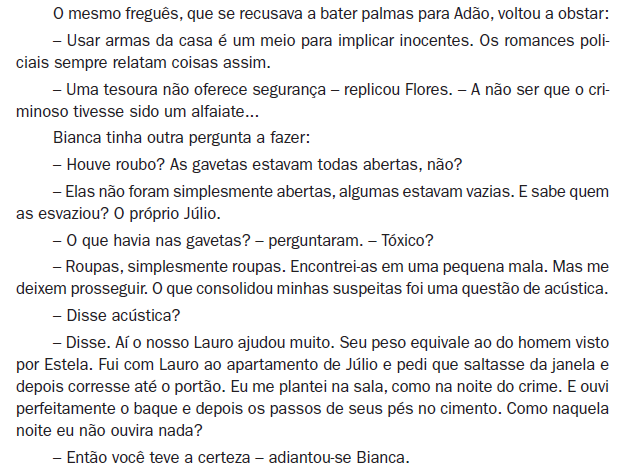 O mesmo freguês, que se recusava a bater palmas para Adão, voltou a obstar:
– Usar armas da casa é um meio para implicar inocentes. Os romances poli-
ciais sempre relatam coisas assim.
– Uma tesoura não oferece segurança – replicou Flores. – A não ser que o cri-
minoso tivesse sido um alfaiate...
Bianca tinha outra pergunta a fazer:
– Houve roubo? As gavetas estavam todas abertas, não?
– Elas não foram simplesmente abertas, algumas estavam vazias. E sabe quem
as esvaziou? O próprio Júlio.
– O que havia nas gavetas? – perguntaram. – Tóxico?
– Roupas, simplesmente roupas. Encontrei-as em uma pequena mala. Mas me
deixem prosseguir. O que consolidou minhas suspeitas foi uma questão de acústica.
– Disse acústica?
– Disse. Aí o nosso Lauro ajudou muito. Seu peso equivale ao do homem visto
por Estela. Fui com Lauro ao apartamento de Júlio e pedi que saltasse da janela e
depois corresse até o portão. Eu me plantei na sala, como na noite do crime. E ouvi
perfeitamente o baque e depois os passos de seus pés no cimento. Como naquela
noite eu não ouvira nada?
– Então você teve a certeza – adiantou-se Bianca.